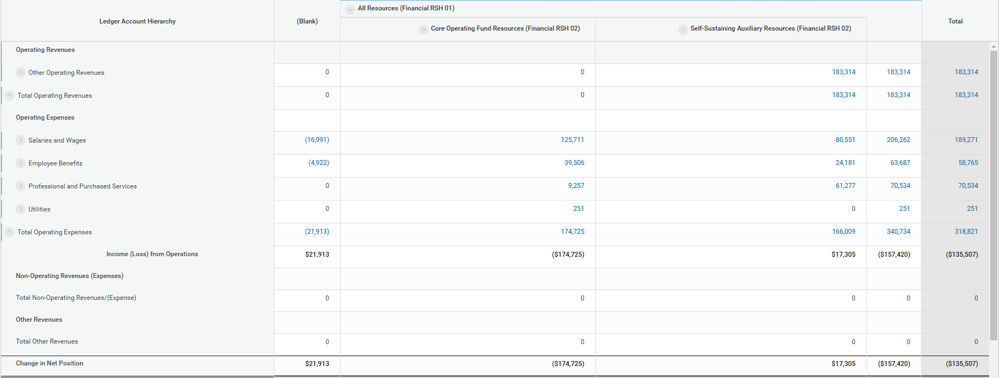 Ledger Account Hierarchy (Blank) All Resources (Financial RSH 01) Total
Core Operating Fund Resources (Financial RSH 02) Self-Sustaining Auxiliary Resources (Financial RSH 02)
Operating Revenues
Other Operating Revenues 0 0 183,314 183,314 183,314
Total Operating Revenues 0 0 183,314 183,314 183,314
Operating Expenses
Salaries and Wages (16,991) 125,711 80,551 206,262 189,271
Employee Benefits (4,922) 39,506 24,181 63,687 58,765
Professional and Purchased Services 0 9,257 61,277 70,534 70,534
Utilities 0 251 0 251 251
Total Operating Expenses (21,913) 174,725 166,009 340,734 318,821
Income (Loss) from Operations $21,913 ($174,725) $17,305 ($157,420) ($135,507)
Non-Operating Revenues (Expenses)
Total Non-Operating Revenues/(Expense) 0 0 0 0 0
Other Revenues
Total Other Revenues 0 0 0 0 0
Change in Net Position $21,913 ($174,725) $17,305 ($157,420) ($135,507)